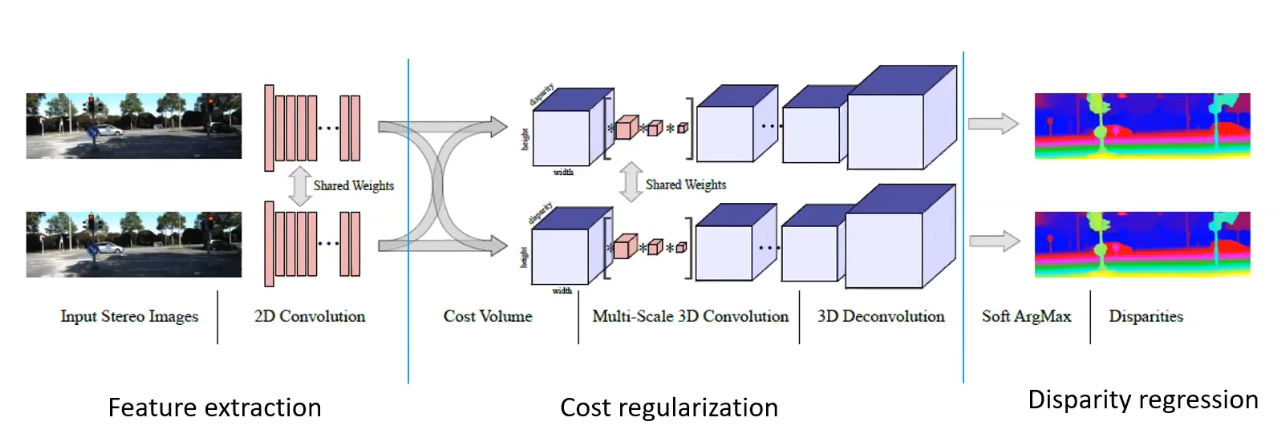 disparity
height
width
Shared Weights
Shared Weights
disparity
height
width
Input Stereo Images
2D Convolution
Cost Volume
Multi-Scale 3D Convolution
3D Deconvolution
Soft ArgMax
Disparities
Feature extraction
Cost regularization
Disparity regression